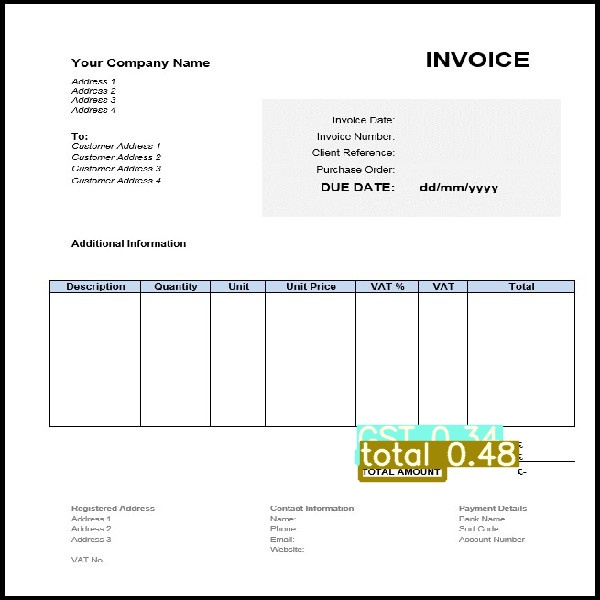 INVOICE
Your Company Name
Address 1
Address 2
Address 3
Address 4
Invoice Date:
Invoice Number:
Client Reference:
Purchase Order:
DUE DATE: dd/mm/yyyy
To:
Customer Address 1
Customer Address 2
Customer Address 3
Customer Address 4
Additional Information
Description Quantity Unit Unit Price VAT % VAT Total
GST 0.34
total 0.48
TOTAL AMOUNT
Registered Address Contact Information Payment Details
Address 1 Name: Bank Name
Address 2 Phone: Sort Code
Address 3 Email: Account Number
Website:
VAT No